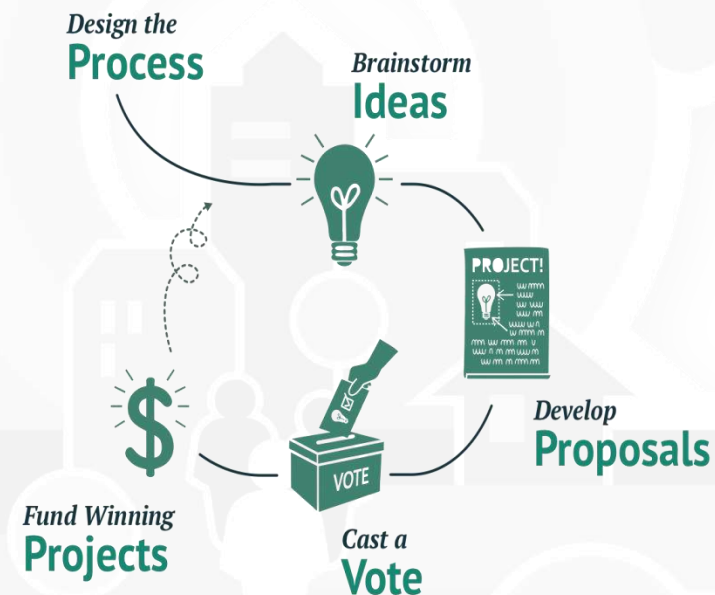 Design the
Process
Brainstorm
Ideas
PROJECT!
Develop
Proposals
VOTE
Cast a
Vote
Fund Winning
Projects